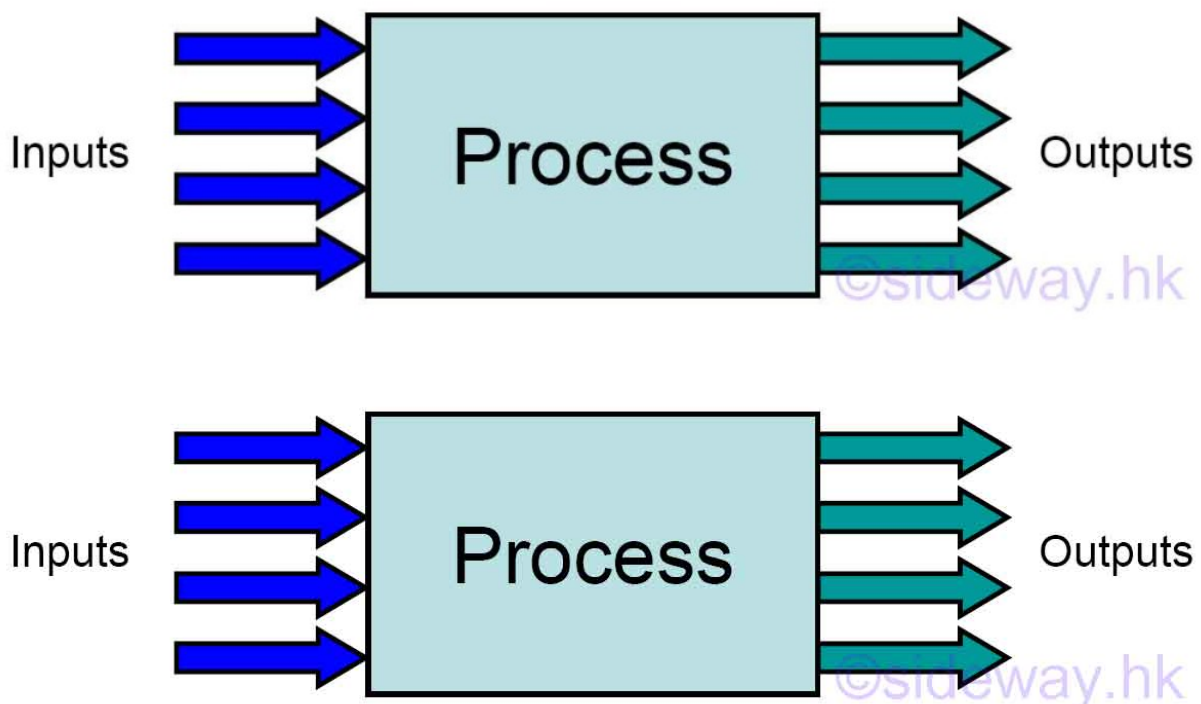 Inputs
Process
Outputs
©sideway.hk
Inputs
Process
Outputs
©sideway.hk